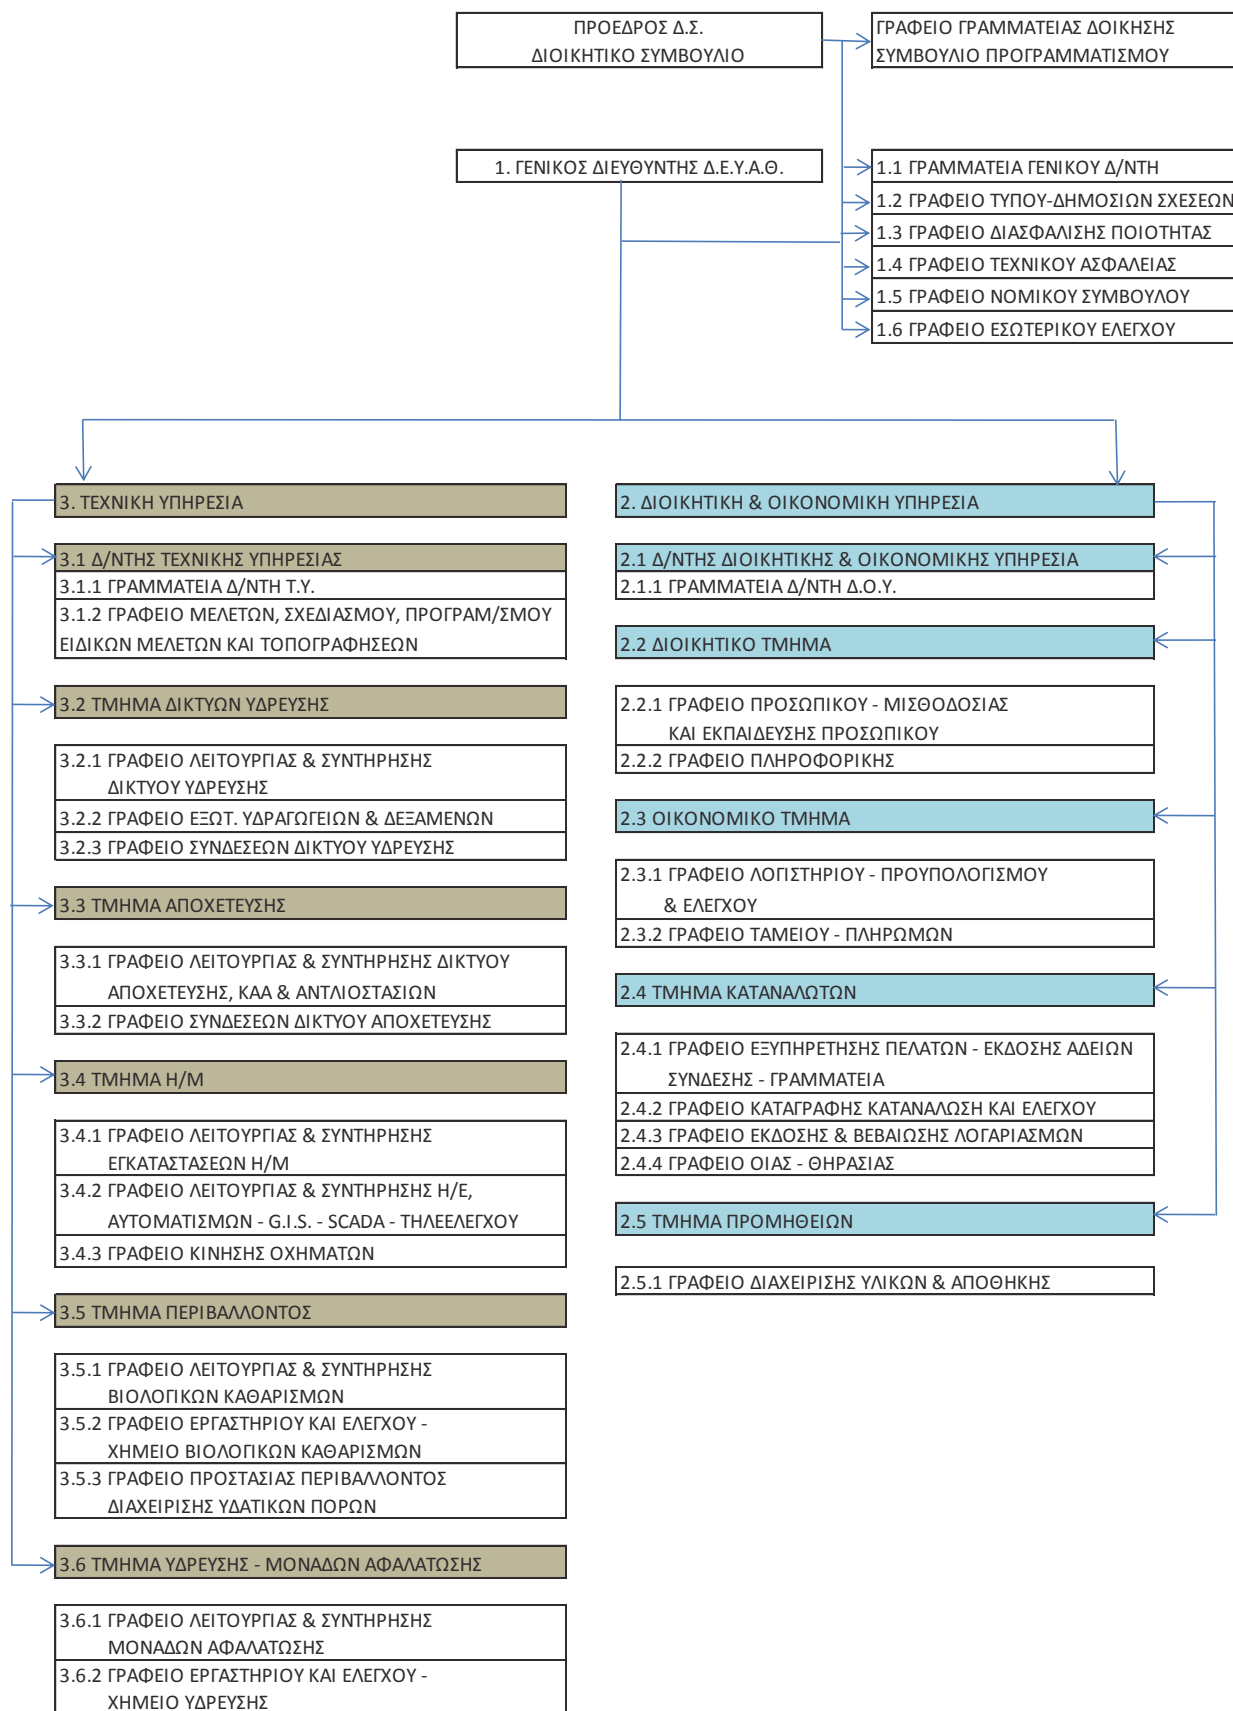 ΠΡΟΕΔΡΟΣ Δ.Σ.
ΔΙΟΙΚΗΤΙΚΟ ΣΥΜΒΟΥΛΙΟ
ΓΡΑΦΕΙΟ ΓΡΑΜΜΑΤΕΙΑΣ ΔΟΙΚΗΣΗΣ
ΣΥΜΒΟΥΛΙΟ ΠΡΟΓΡΑΜΜΑΤΙΣΜΟΥ
1. ΓΕΝΙΚΟΣ ΔΙΕΥΘΥΝΤΗΣ Δ.Ε.Υ.Α.Θ.
1.1 ΓΡΑΜΜΑΤΕΙΑ ΓΕΝΙΚΟΥ Δ/ΝΤΗ
1.2 ΓΡΑΦΕΙΟ ΤΥΠΟΥ-ΔΗΜΟΣΙΩΝ ΣΧΕΣΕΩΝ
1.3 ΓΡΑΦΕΙΟ ΔΙΑΣΦΑΛΙΣΗΣ ΠΟΙΟΤΗΤΑΣ
1.4 ΓΡΑΦΕΙΟ ΤΕΧΝΙΚΟΥ ΑΣΦΑΛΕΙΑΣ
1.5 ΓΡΑΦΕΙΟ ΝΟΜΙΚΟΥ ΣΥΜΒΟΥΛΟΥ
1.6 ΓΡΑΦΕΙΟ ΕΣΩΤΕΡΙΚΟΥ ΕΛΕΓΧΟΥ
3. ΤΕΧΝΙΚΗ ΥΠΗΡΕΣΙΑ
3.1 Δ/ΝΤΗΣ ΤΕΧΝΙΚΗΣ ΥΠΗΡΕΣΙΑΣ
3.1.1 ΓΡΑΜΜΑΤΕΙΑ Δ/ΝΤΗ Τ.Υ.
3.1.2 ΓΡΑΦΕΙΟ ΜΕΛΕΤΩΝ, ΣΧΕΔΙΑΣΜΟΥ, ΠΡΟΓΡΑΜ/ΣΜΟΥ
ΕΙΔΙΚΩΝ ΜΕΛΕΤΩΝ ΚΑΙ ΤΟΠΟΓΡΑΦΗΣΕΩΝ
3.2 ΤΜΗΜΑ ΔΙΚΤΥΩΝ ΥΔΡΕΥΣΗΣ
3.2.1 ΓΡΑΦΕΙΟ ΛΕΙΤΟΥΡΓΙΑΣ & ΣΥΝΤΗΡΗΣΗΣ
ΔΙΚΤΥΟΥ ΥΔΡΕΥΣΗΣ
3.2.2 ΓΡΑΦΕΙΟ ΕΞΩΤ. ΥΔΡΑΓΩΓΕΙΩΝ & ΔΕΞΑΜΕΝΩΝ
3.2.3 ΓΡΑΦΕΙΟ ΣΥΝΔΕΣΕΩΝ ΔΙΚΤΥΟΥ ΥΔΡΕΥΣΗΣ
3.3 ΤΜΗΜΑ ΑΠΟΧΕΤΕΥΣΗΣ
3.3.1 ΓΡΑΦΕΙΟ ΛΕΙΤΟΥΡΓΙΑΣ & ΣΥΝΤΗΡΗΣΗΣ ΔΙΚΤΥΟΥ
ΑΠΟΧΕΤΕΥΣΗΣ, ΚΑΑ & ΑΝΤΛΙΟΣΤΑΣΙΩΝ
3.3.2 ΓΡΑΦΕΙΟ ΣΥΝΔΕΣΕΩΝ ΔΙΚΤΥΟΥ ΑΠΟΧΕΤΕΥΣΗΣ
3.4 ΤΜΗΜΑ Η/Μ
3.4.1 ΓΡΑΦΕΙΟ ΛΕΙΤΟΥΡΓΙΑΣ & ΣΥΝΤΗΡΗΣΗΣ
ΕΓΚΑΤΑΣΤΑΣΕΩΝ Η/Μ
3.4.2 ΓΡΑΦΕΙΟ ΛΕΙΤΟΥΡΓΙΑΣ & ΣΥΝΤΗΡΗΣΗΣ Η/Ε,
ΑΥΤΟΜΑΤΙΣΜΩΝ - G.I.S. - SCADA - ΤΗΛΕΕΛΕΓΧΟΥ
3.4.3 ΓΡΑΦΕΙΟ ΚΙΝΗΣΗΣ ΟΧΗΜΑΤΩΝ
3.5 ΤΜΗΜΑ ΠΕΡΙΒΑΛΛΟΝΤΟΣ
3.5.1 ΓΡΑΦΕΙΟ ΛΕΙΤΟΥΡΓΙΑΣ & ΣΥΝΤΗΡΗΣΗΣ
ΒΙΟΛΟΓΙΚΩΝ ΚΑΘΑΡΙΣΜΩΝ
3.5.2 ΓΡΑΦΕΙΟ ΕΡΓΑΣΤΗΡΙΟΥ ΚΑΙ ΕΛΕΓΧΟΥ -
ΧΗΜΕΙΟ ΒΙΟΛΟΓΙΚΩΝ ΚΑΘΑΡΙΣΜΩΝ
3.5.3 ΓΡΑΦΕΙΟ ΠΡΟΣΤΑΣΙΑΣ ΠΕΡΙΒΑΛΛΟΝΤΟΣ
ΔΙΑΧΕΙΡΙΣΗΣ ΥΔΑΤΙΚΩΝ ΠΟΡΩΝ
3.6 ΤΜΗΜΑ ΥΔΡΕΥΣΗΣ - ΜΟΝΑΔΩΝ ΑΦΑΛΑΤΩΣΗΣ
3.6.1 ΓΡΑΦΕΙΟ ΛΕΙΤΟΥΡΓΙΑΣ & ΣΥΝΤΗΡΗΣΗΣ
ΜΟΝΑΔΩΝ ΑΦΑΛΑΤΩΣΗΣ
3.6.2 ΓΡΑΦΕΙΟ ΕΡΓΑΣΤΗΡΙΟΥ ΚΑΙ ΕΛΕΓΧΟΥ -
ΧΗΜΕΙΟ ΥΔΡΕΥΣΗΣ
2. ΔΙΟΙΚΗΤΙΚΗ & ΟΙΚΟΝΟΜΙΚΗ ΥΠΗΡΕΣΙΑ
2.1 Δ/ΝΤΗΣ ΔΙΟΙΚΗΤΙΚΗΣ & ΟΙΚΟΝΟΜΙΚΗΣ ΥΠΗΡΕΣΙΑ
2.1.1 ΓΡΑΜΜΑΤΕΙΑ Δ/ΝΤΗ Δ.Ο.Υ.
2.2 ΔΙΟΙΚΗΤΙΚΟ ΤΜΗΜΑ
2.2.1 ΓΡΑΦΕΙΟ ΠΡΟΣΩΠΙΚΟΥ - ΜΙΣΘΟΔΟΣΙΑΣ
ΚΑΙ ΕΚΠΑΙΔΕΥΣΗΣ ΠΡΟΣΩΠΙΚΟΥ
2.2.2 ΓΡΑΦΕΙΟ ΠΛΗΡΟΦΟΡΙΚΗΣ
2.3 ΟΙΚΟΝΟΜΙΚΟ ΤΜΗΜΑ
2.3.1 ΓΡΑΦΕΙΟ ΛΟΓΙΣΤΗΡΙΟΥ - ΠΡΟΥΠΟΛΟΓΙΣΜΟΥ
& ΕΛΕΓΧΟΥ
2.3.2 ΓΡΑΦΕΙΟ ΤΑΜΕΙΟΥ - ΠΛΗΡΩΜΩΝ
2.4 ΤΜΗΜΑ ΚΑΤΑΝΑΛΩΤΩΝ
2.4.1 ΓΡΑΦΕΙΟ ΕΞΥΠΗΡΕΤΗΣΗΣ ΠΕΛΑΤΩΝ - ΕΚΔΟΣΗΣ ΑΔΕΙΩΝ
ΣΥΝΔΕΣΗΣ - ΓΡΑΜΜΑΤΕΙΑ
2.4.2 ΓΡΑΦΕΙΟ ΚΑΤΑΓΡΑΦΗΣ ΚΑΤΑΝΑΛΩΣΗ ΚΑΙ ΕΛΕΓΧΟΥ
2.4.3 ΓΡΑΦΕΙΟ ΕΚΔΟΣΗΣ & ΒΕΒΑΙΩΣΗΣ ΛΟΓΑΡΙΑΣΜΩΝ
2.4.4 ΓΡΑΦΕΙΟ ΟΙΑΣ - ΘΗΡΑΣΙΑΣ
2.5 ΤΜΗΜΑ ΠΡΟΜΗΘΕΙΩΝ
2.5.1 ΓΡΑΦΕΙΟ ΔΙΑΧΕΙΡΙΣΗΣ ΥΛΙΚΩΝ & ΑΠΟΘΗΚΗΣ